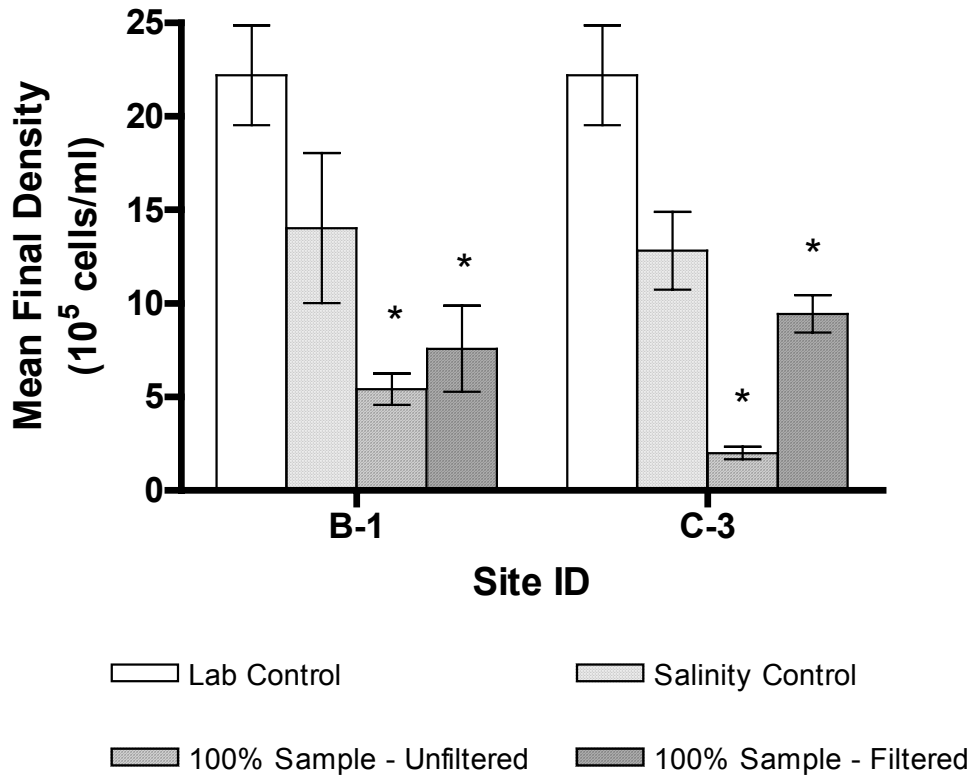 Mean Final Density
(10⁵ cells/ml)
25
20
15
10
5
0
*
*
*
*
B-1
C-3
Site ID
Lab Control
Salinity Control
100% Sample - Unfiltered
100% Sample - Filtered